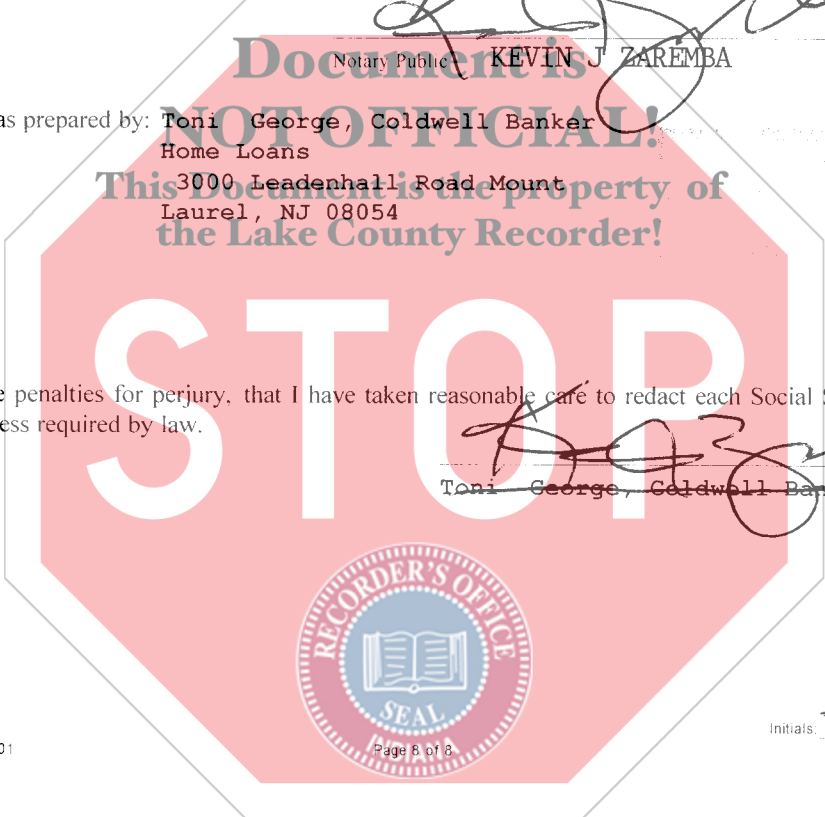 Document is
Notary Public KEVIN J ZAREMBA
as prepared by: Toni George, Coldwell Banker
NOT OFFICIAL!
Home Loans
3000 Leadenhall Road Mount
This Document is the property of
Laurel, NJ 08054
the Lake County Recorder!
STOP
e penalties for perjury, that I have taken reasonable care to redact each Social S
ess required by law.
Toni George, Coldwell Ban
RECORDER'S OFFICE
SEAL
INDIANA
Initials:
01
Page 8 of 8